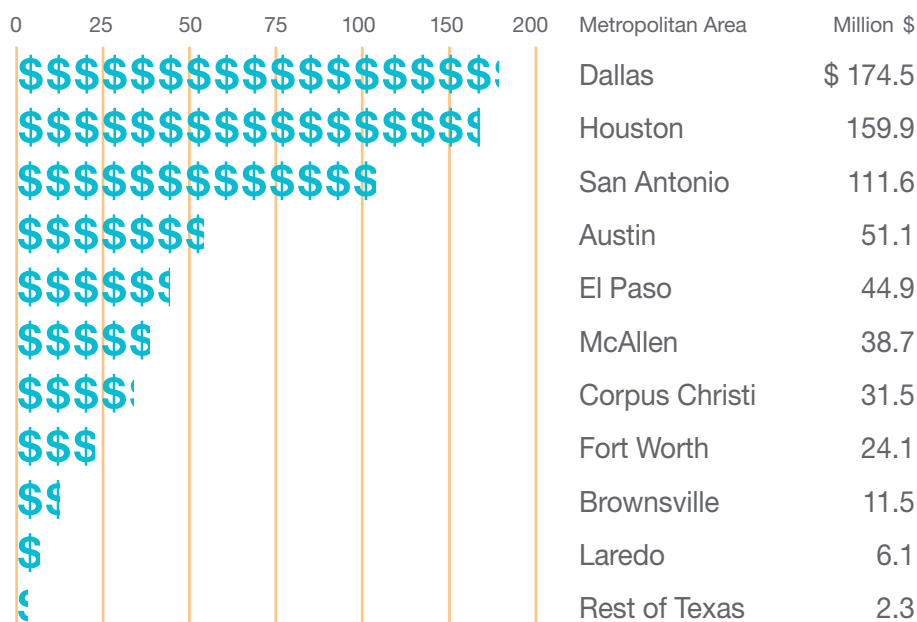 0 25 50 75 100 150 200 Metropolitan Area Million $
$$$$$$$$$$$$$$$$$ Dallas $ 174.5
$$$$$$$$$$$$$$$$$ Houston 159.9
$$$$$$$$$$$$$ San Antonio 111.6
$$$$$$$ Austin 51.1
$$$$$$ El Paso 44.9
$$$$$ McAllen 38.7
$$$$ Corpus Christi 31.5
$$$ Fort Worth 24.1
$$ Brownsville 11.5
$ Laredo 6.1
Rest of Texas 2.3